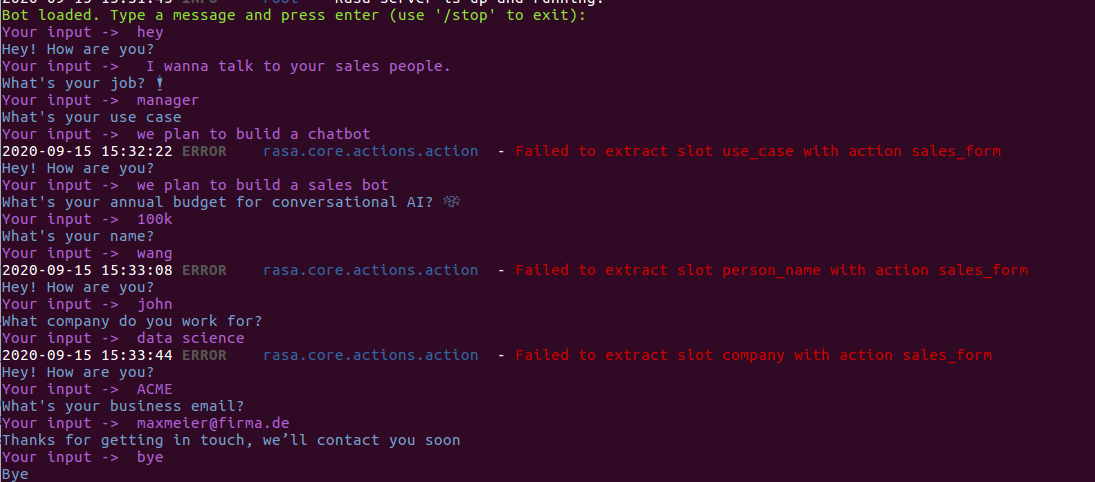 2020-09-15 15:31:45 INFO root - Rasa server is up and running.
Bot loaded. Type a message and press enter (use '/stop' to exit):
Your input -> hey
Hey! How are you?
Your input -> I wanna talk to your sales people.
What's your job?
Your input -> manager
What's your use case
Your input -> we plan to bulid a chatbot
2020-09-15 15:32:22 ERROR rasa.core.actions.action - Failed to extract slot use_case with action sales_form
Hey! How are you?
Your input -> we plan to build a sales bot
What's your annual budget for conversational AI? 💸
Your input -> 100k
What's your name?
Your input -> wang
2020-09-15 15:33:08 ERROR rasa.core.actions.action - Failed to extract slot person_name with action sales_form
Hey! How are you?
Your input -> john
What company do you work for?
Your input -> data science
2020-09-15 15:33:44 ERROR rasa.core.actions.action - Failed to extract slot company with action sales_form
Hey! How are you?
Your input -> ACME
What's your business email?
Your input -> maxmeier@firma.de
Thanks for getting in touch, we’ll contact you soon
Your input -> bye
Bye